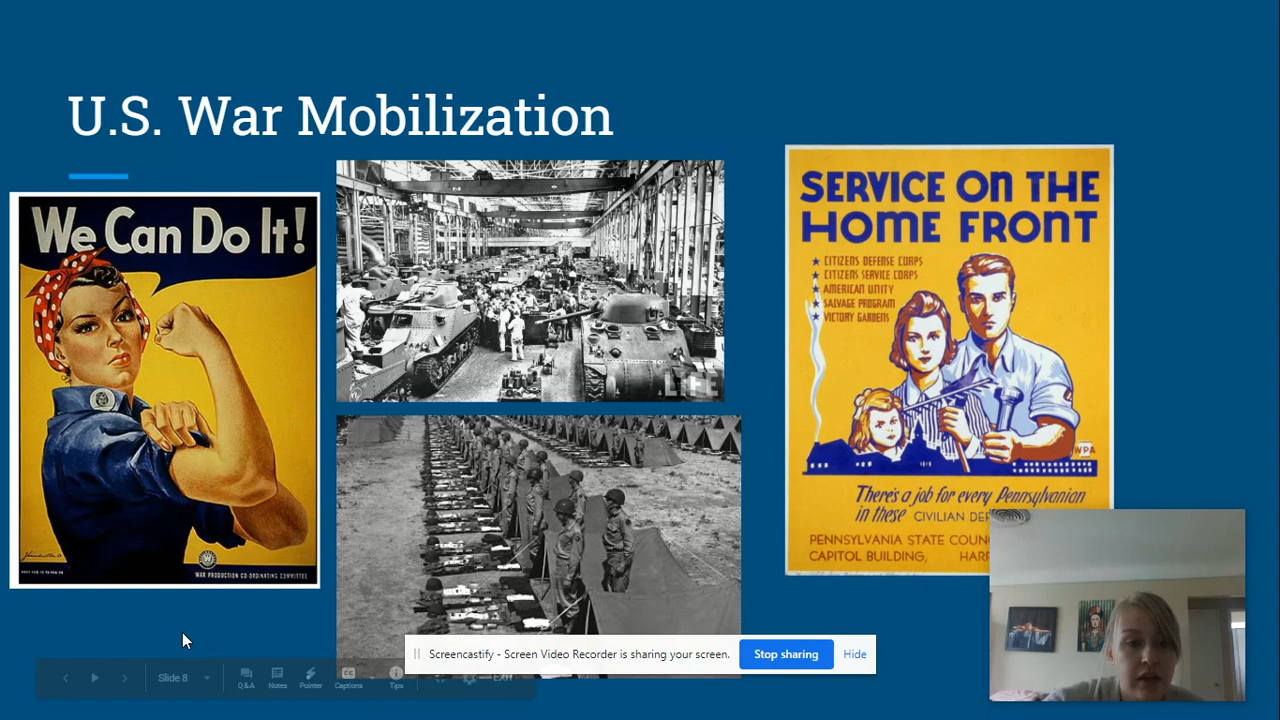 U.S. War Mobilization
We Can Do It!
WAR PRODUCTION CO-ORDINATING COMMITTEE
LIFE
SERVICE ON THE
HOME FRONT
★ CITIZENS DEFENSE CORPS
★ CITIZENS SERVICE CORPS
★ AMERICAN UNITY
★ SALVAGE PROGRAM
★ VICTORY GARDENS
WPA
There's a job for every Pennsylvanian
in these CIVILIAN DE
PENNSYLVANIA STATE COUNC
CAPITOL BUILDING, HARR
Screencastify - Screen Video Recorder is sharing your screen.
Stop sharing
Hide
Slide 8
Q&A
Notes
Pointer
Captions
Tips